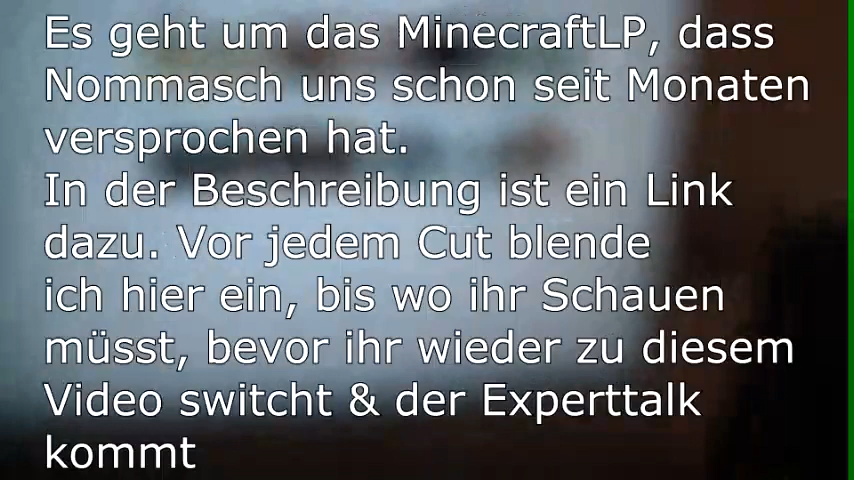 Es geht um das MinecraftLP, dass
Nommasch uns schon seit Monaten
versprochen hat.
In der Beschreibung ist ein Link
dazu. Vor jedem Cut blende
ich hier ein, bis wo ihr Schauen
müsst, bevor ihr wieder zu diesem
Video switcht & der Experttalk
kommt